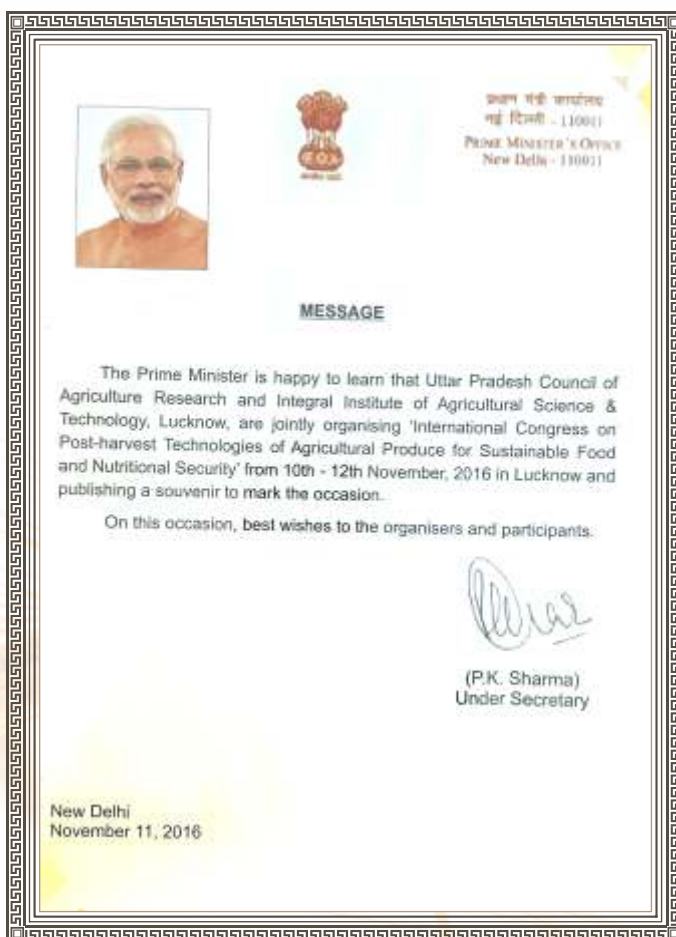 प्रधान मंत्री कार्यालय
नई दिल्ली - 110011
PRIME MINISTER'S OFFICE
New Delhi - 110011
MESSAGE
The Prime Minister is happy to learn that Uttar Pradesh Council of
Agriculture Research and Integral Institute of Agricultural Science &
Technology, Lucknow, are jointly organising 'International Congress on
Post-harvest Technologies of Agricultural Produce for Sustainable Food
and Nutritional Security' from 10th - 12th November, 2016 in Lucknow and
publishing a souvenir to mark the occasion.
On this occasion, best wishes to the organisers and participants.
(P.K. Sharma)
Under Secretary
New Delhi
November 11, 2016